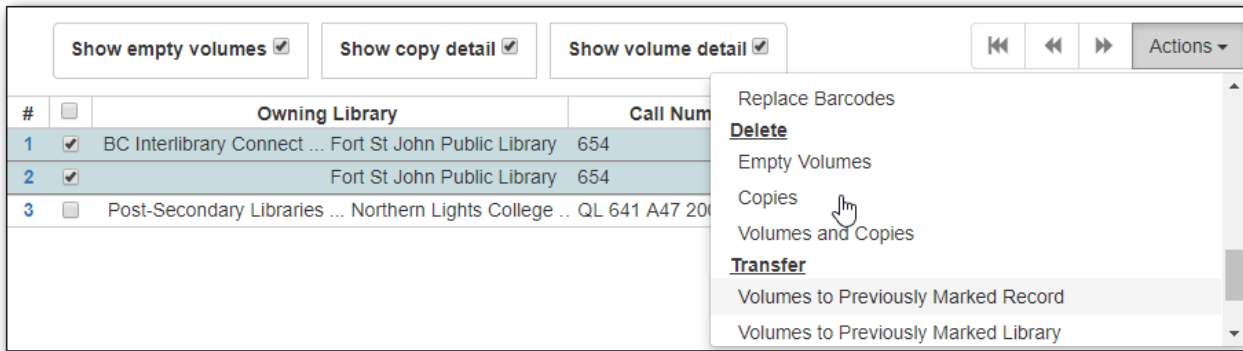 Show empty volumes
Show copy detail
Show volume detail
Actions
# Owning Library Call Num
1 BC Interlibrary Connect ... Fort St John Public Library 654
2 Fort St John Public Library 654
3 Post-Secondary Libraries ... Northern Lights College .. QL 641 A47 200
Replace Barcodes
Delete
Empty Volumes
Copies
Volumes and Copies
Transfer
Volumes to Previously Marked Record
Volumes to Previously Marked Library